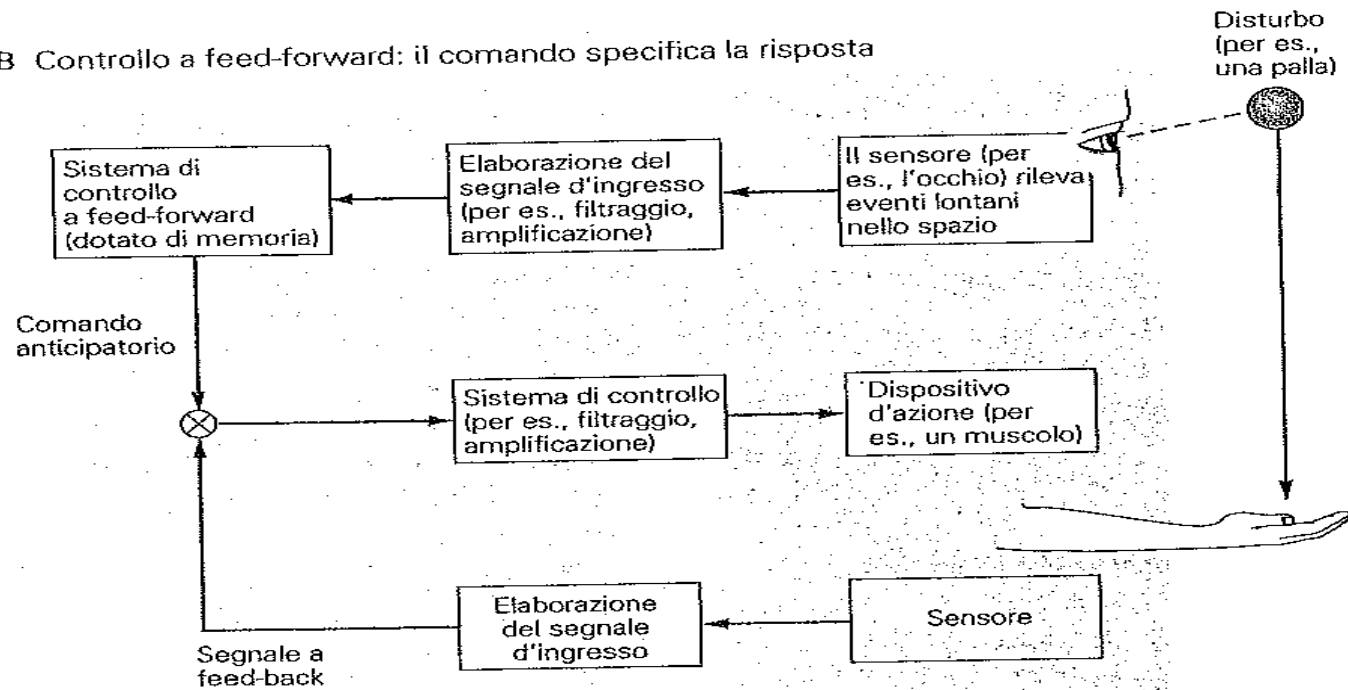 B Controllo a feed-forward: il comando specifica la risposta
Disturbo
(per es.,
una palla)
Sistema di
controllo
a feed-forward
(dotato di memoria)
Elaborazione del
segnale d'ingresso
(per es., filtraggio,
amplificazione)
Il sensore (per
es., l'occhio) rileva
eventi lontani
nello spazio
Comando
anticipatorio
Sistema di controllo
(per es., filtraggio,
amplificazione)
Dispositivo
d'azione (per
es., un muscolo)
Elaborazione
del segnale
d'ingresso
Sensore
Segnale a
feed-back